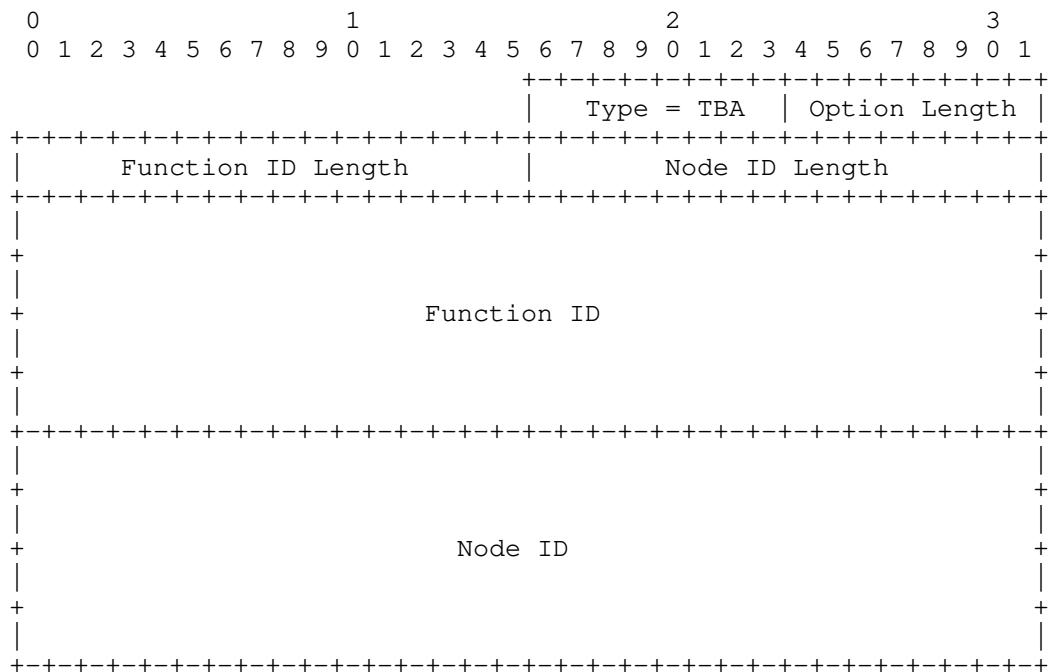 0                   1                   2                   3
0 1 2 3 4 5 6 7 8 9 0 1 2 3 4 5 6 7 8 9 0 1 2 3 4 5 6 7 8 9 0 1
                                +-+-+-+-+-+-+-+-+-+-+-+-+-+-+-+-+
                                |   Type = TBA  | Option Length |
+-+-+-+-+-+-+-+-+-+-+-+-+-+-+-+-+-+-+-+-+-+-+-+-+-+-+-+-+-+-+-+-+
|      Function ID Length       |        Node ID Length         |
+-+-+-+-+-+-+-+-+-+-+-+-+-+-+-+-+-+-+-+-+-+-+-+-+-+-+-+-+-+-+-+-+
|                                                               |
+                                                               +
|                                                               |
+                         Function ID                           +
|                                                               |
+                                                               +
|                                                               |
+-+-+-+-+-+-+-+-+-+-+-+-+-+-+-+-+-+-+-+-+-+-+-+-+-+-+-+-+-+-+-+-+
|                                                               |
+                                                               +
|                                                               |
+                           Node ID                             +
|                                                               |
+                                                               +
|                                                               |
+-+-+-+-+-+-+-+-+-+-+-+-+-+-+-+-+-+-+-+-+-+-+-+-+-+-+-+-+-+-+-+-+